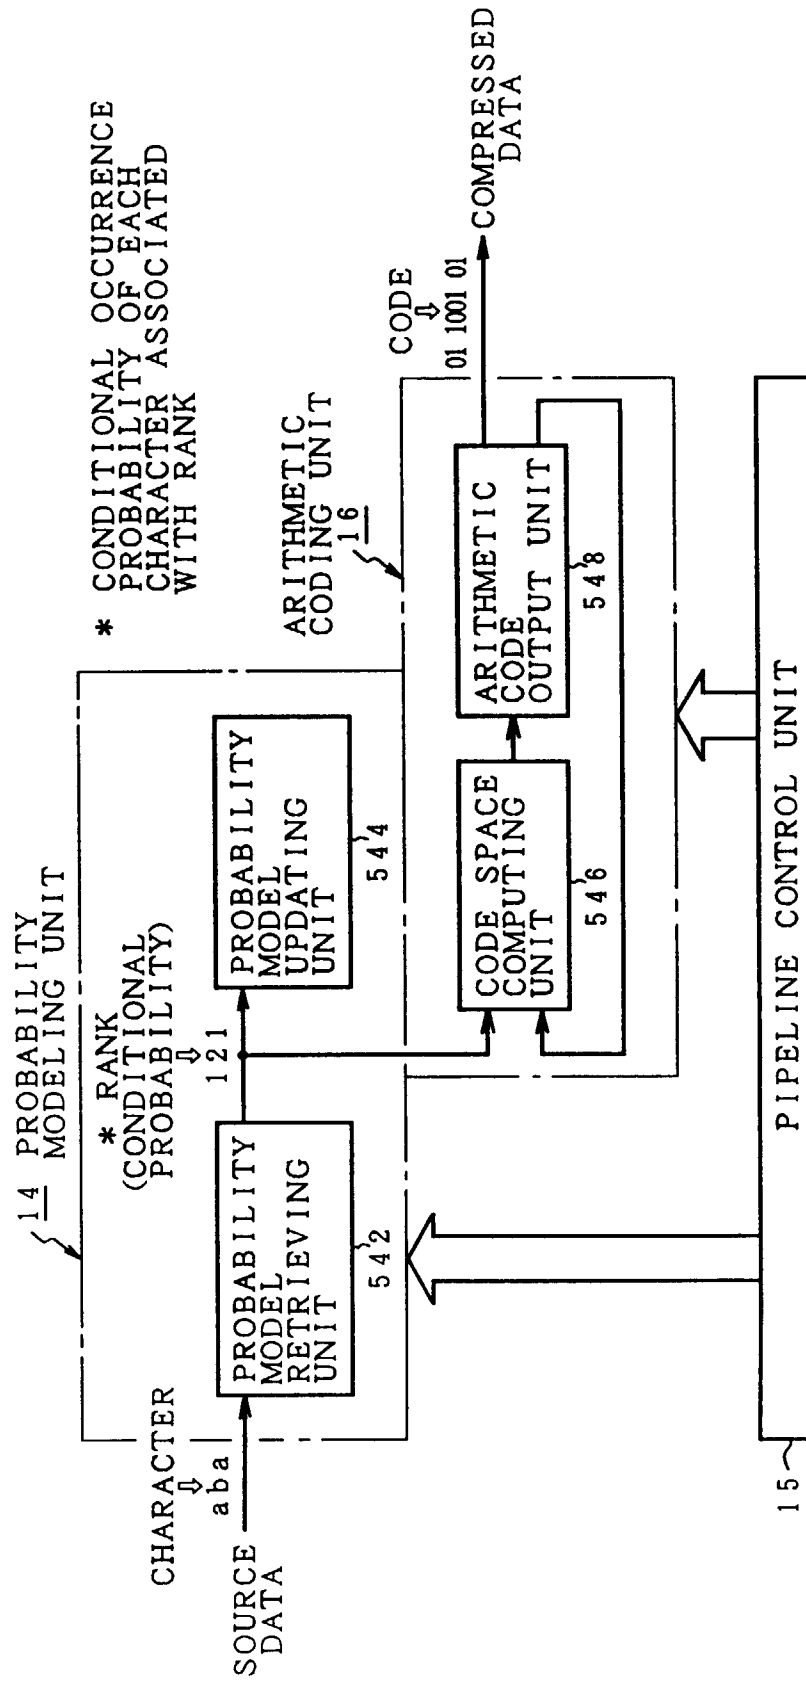 14 PROBABILITY
MODELING UNIT
* CONDITIONAL OCCURRENCE
PROBABILITY OF EACH
CHARACTER ASSOCIATED
WITH RANK
CHARACTER
⇩
aba
SOURCE
DATA
* RANK
(CONDITIONAL
PROBABILITY)
⇩
121
PROBABILITY
MODEL
RETRIEVING
UNIT
542
PROBABILITY
MODEL
UPDATING
UNIT
544
ARITHMETIC
CODING UNIT
16
CODE SPACE
COMPUTING
UNIT
546
ARITHMETIC
CODE
OUTPUT UNIT
548
CODE
⇩
01 1001 01
COMPRESSED
DATA
15
PIPELINE CONTROL UNIT